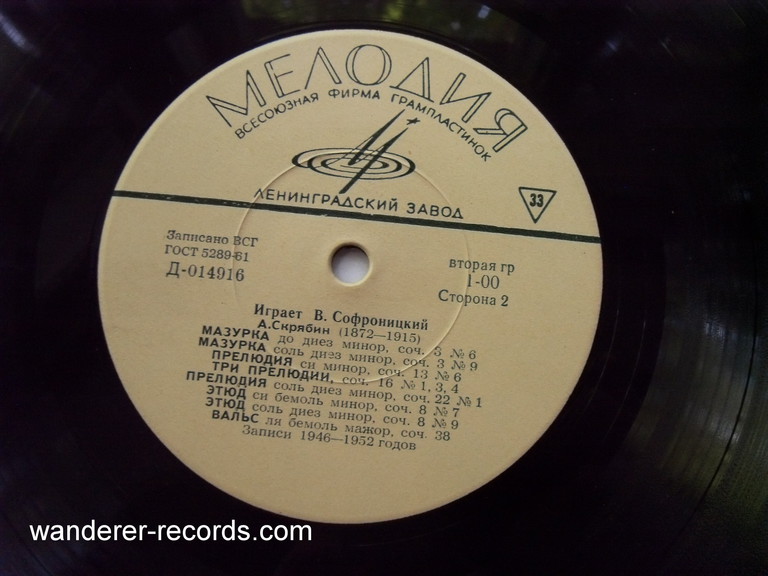 МЕЛОДИЯ
ВСЕСОЮЗНАЯ ФИРМА ГРАМПЛАСТИНОК
ЛЕНИНГРАДСКИЙ ЗАВОД
33
Записано ВСГ
ГОСТ 5289-61
Д-014916
вторая гр
1-00
Сторона 2
Играет В. Софроницкий
А.Скрябин (1872—1915)
МАЗУРКА до диез минор, соч. 3 № 6
МАЗУРКА соль диез минор, соч. 3 № 9
ПРЕЛЮДИЯ си минор, соч. 13 № 6
ТРИ ПРЕЛЮДИИ, соч. 16 № 1, 3, 4
ПРЕЛЮДИЯ соль диез минор, соч. 22 № 1
ЭТЮД си бемоль минор, соч. 8 № 7
ЭТЮД соль диез минор, соч. 8 № 9
ВАЛЬС ля бемоль мажор, соч. 38
Записи 1946—1952 годов
wanderer-records.com